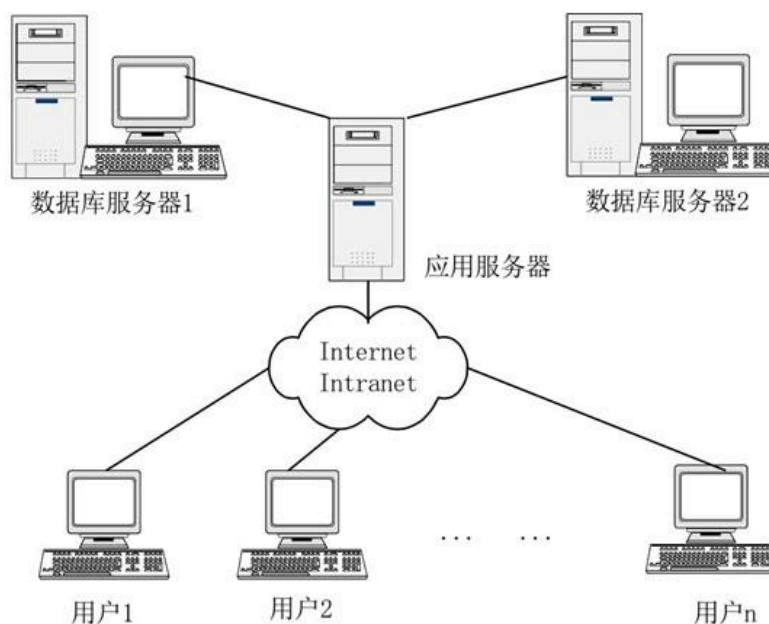 数据库服务器1
数据库服务器2
应用服务器
Internet
Intranet
... ...
用户1
用户2
用户n